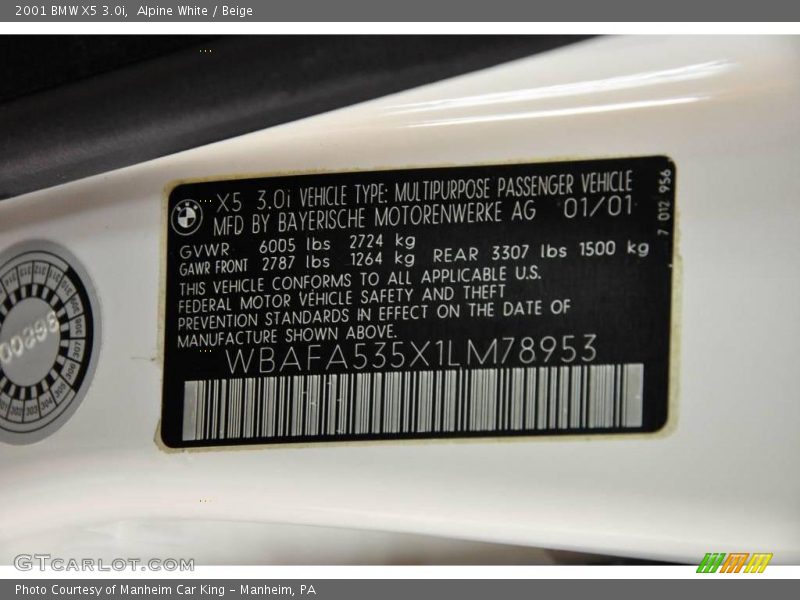 2001 BMW X5 3.0i, Alpine White / Beige
X5 3.0i VEHICLE TYPE: MULTIPURPOSE PASSENGER VEHICLE
MFD BY BAYERISCHE MOTORENWERKE AG 01/01
7 012 956
GVWR 6005 lbs 2724 kg
GAWR FRONT 2787 lbs 1264 kg REAR 3307 lbs 1500 kg
THIS VEHICLE CONFORMS TO ALL APPLICABLE U.S.
FEDERAL MOTOR VEHICLE SAFETY AND THEFT
PREVENTION STANDARDS IN EFFECT ON THE DATE OF
MANUFACTURE SHOWN ABOVE.
WBAFA535X1LM78953
GTcarlot.com
Photo Courtesy of Manheim Car King – Manheim, PA